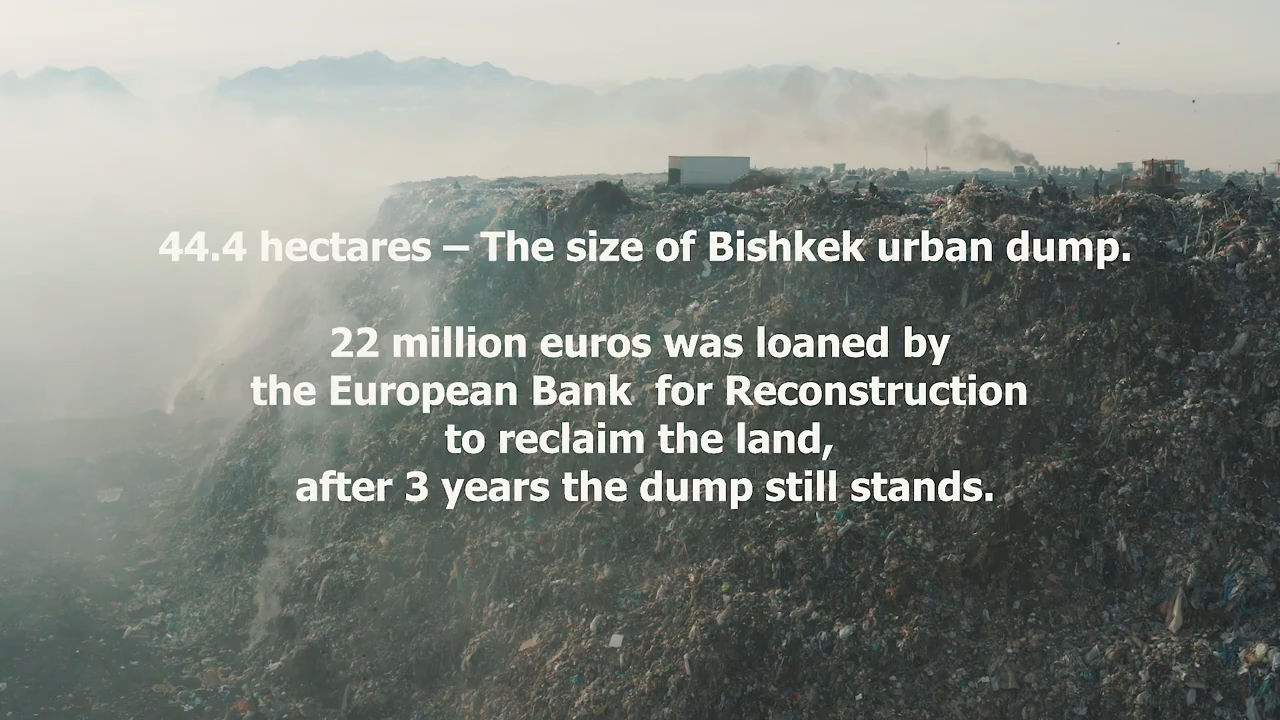 44.4 hectares – The size of Bishkek urban dump.
22 million euros was loaned by
the European Bank  for Reconstruction
to reclaim the land,
after 3 years the dump still stands.